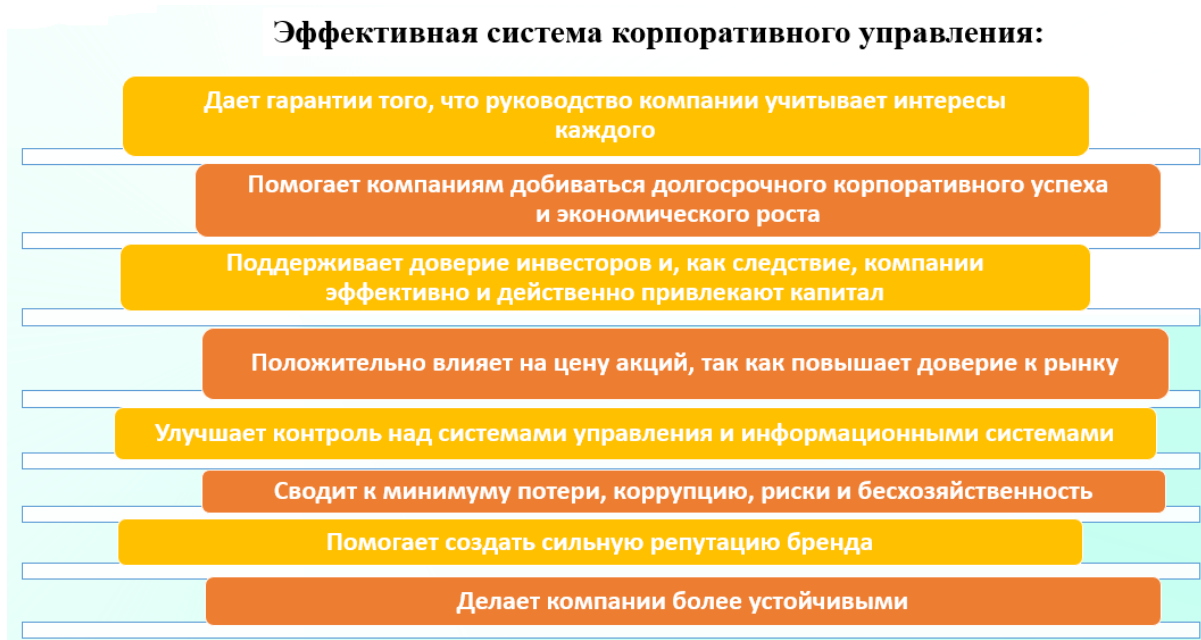 Эффективная система корпоративного управления:
Дает гарантии того, что руководство компании учитывает интересы
каждого
Помогает компаниям добиваться долгосрочного корпоративного успеха
и экономического роста
Поддерживает доверие инвесторов и, как следствие, компании
эффективно и действенно привлекают капитал
Положительно влияет на цену акций, так как повышает доверие к рынку
Улучшает контроль над системами управления и информационными системами
Сводит к минимуму потери, коррупцию, риски и бесхозяйственность
Помогает создать сильную репутацию бренда
Делает компании более устойчивыми